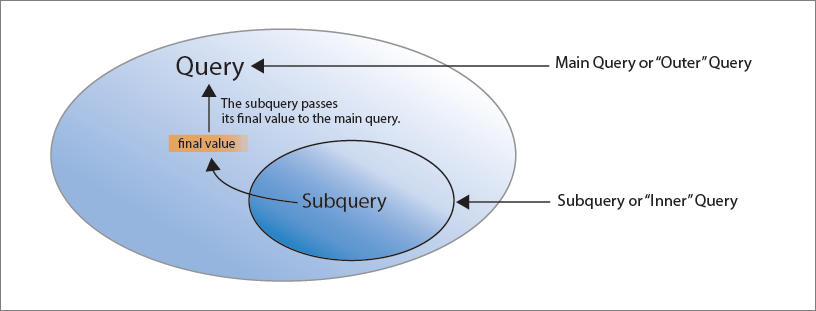 Query
Main Query or “Outer” Query
The subquery passes
its final value to the main query.
final value
Subquery
Subquery or “Inner” Query